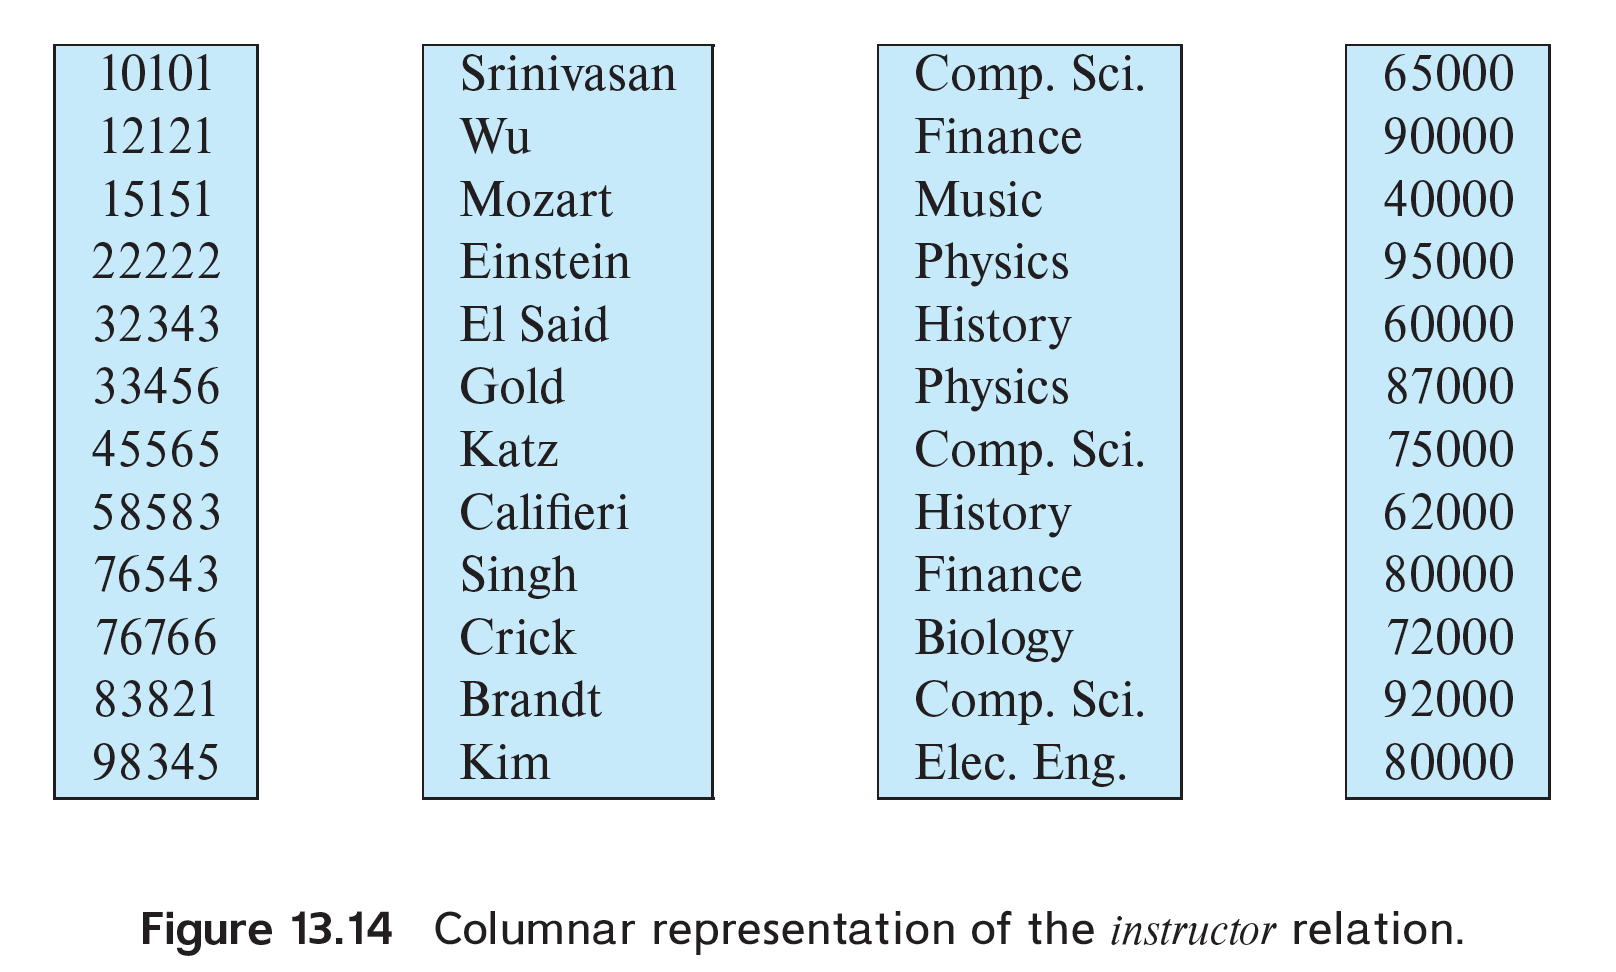 10101 Srinivasan Comp. Sci. 65000
12121 Wu Finance 90000
15151 Mozart Music 40000
22222 Einstein Physics 95000
32343 El Said History 60000
33456 Gold Physics 87000
45565 Katz Comp. Sci. 75000
58583 Califieri History 62000
76543 Singh Finance 80000
76766 Crick Biology 72000
83821 Brandt Comp. Sci. 92000
98345 Kim Elec. Eng. 80000
Figure 13.14 Columnar representation of the instructor relation.